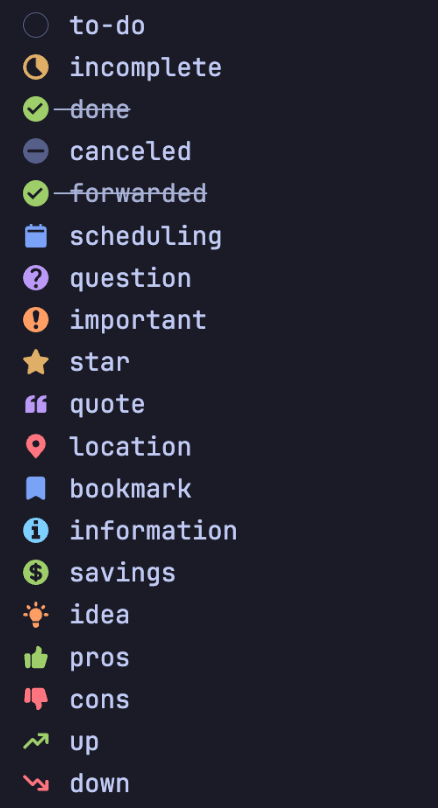 to-do
incomplete
done
canceled
forwarded
scheduling
question
important
star
quote
location
bookmark
information
savings
idea
pros
cons
up
down